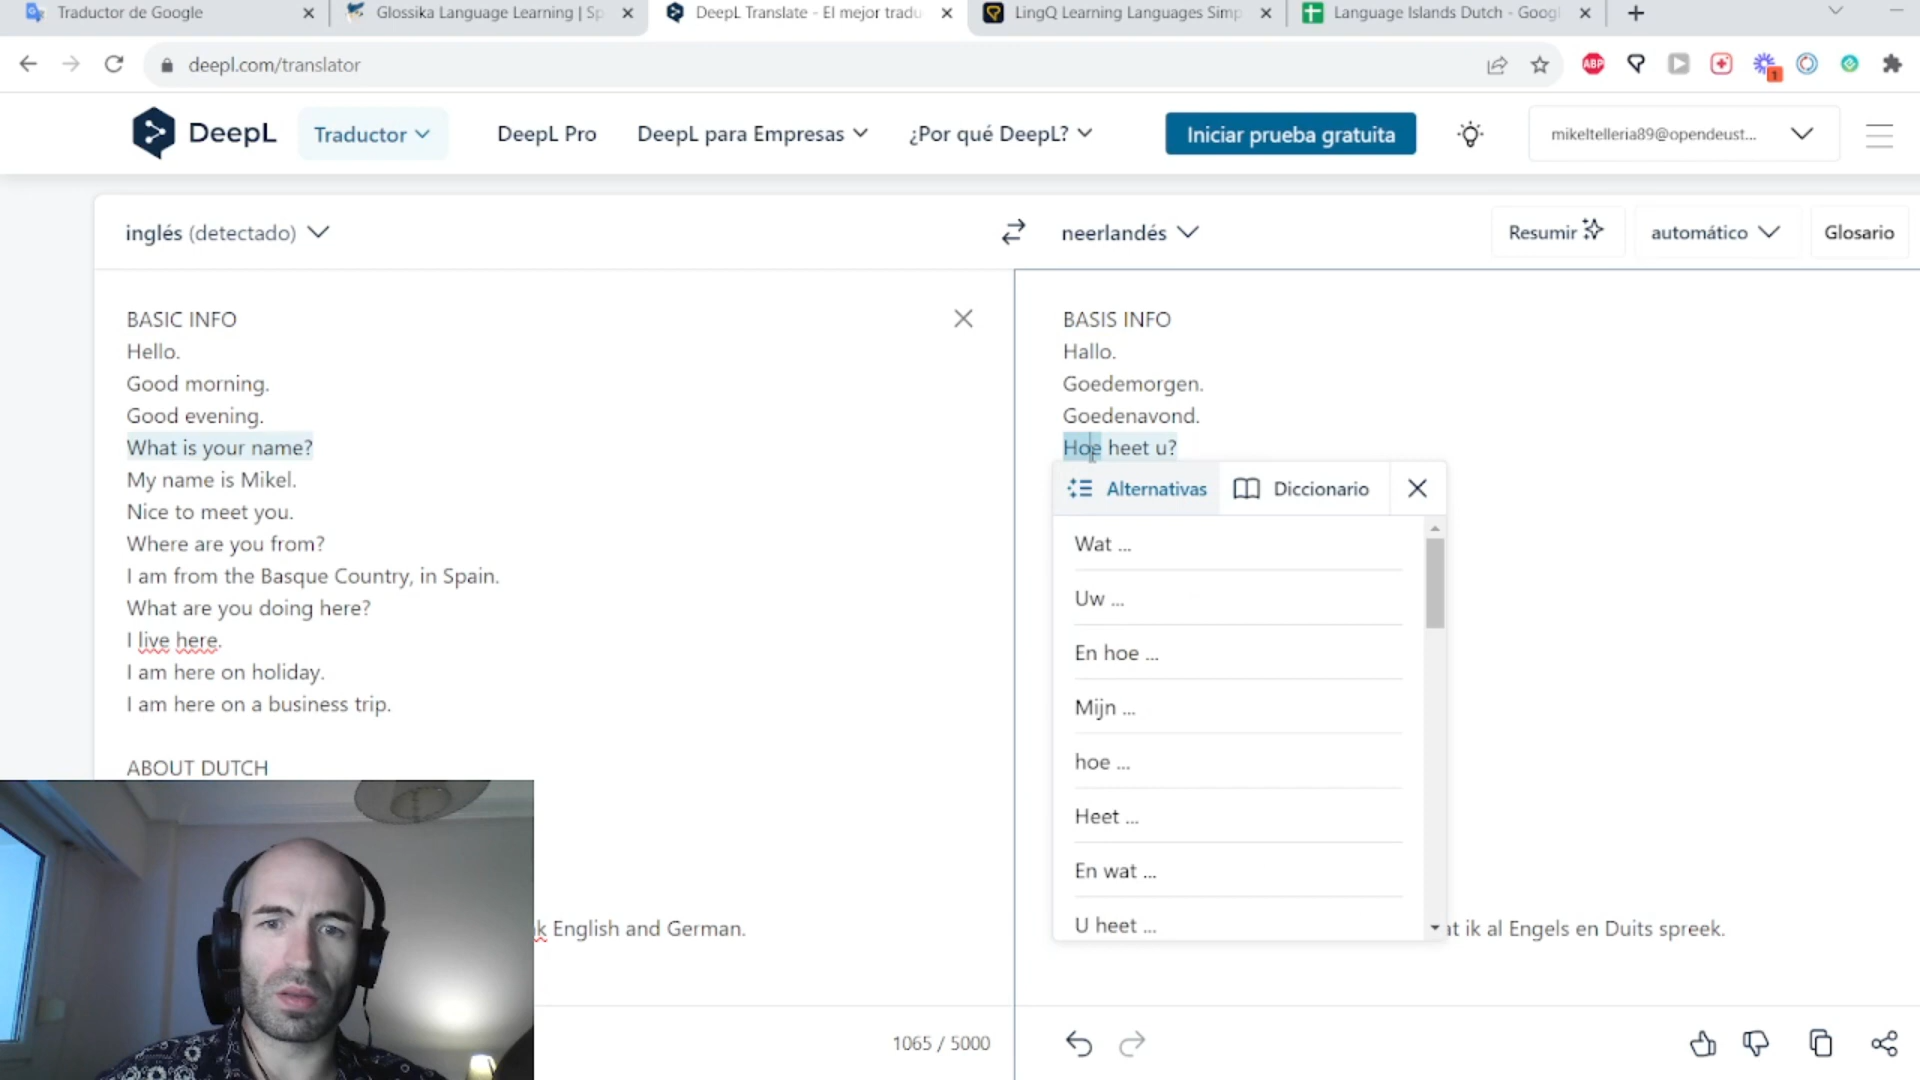 Traductor de Google
Glossika Language Learning | Sp
DeepL Translate - El mejor tradu
LingQ Learning Languages Simp
Language Islands Dutch - Googl
deepl.com/translator
ABP
1
DeepL
Traductor
DeepL Pro
DeepL para Empresas
¿Por qué DeepL?
Iniciar prueba gratuita
mikeltelleria89@opendeust...
inglés (detectado)
neerlandés
Resumir
automático
Glosario
BASIC INFO
Hello.
Good morning.
Good evening.
What is your name?
My name is Mikel.
Nice to meet you.
Where are you from?
I am from the Basque Country, in Spain.
What are you doing here?
I live here.
I am here on holiday.
I am here on a business trip.
ABOUT DUTCH
k English and German.
1065 / 5000
BASIS INFO
Hallo.
Goedemorgen.
Goedenavond.
Hoe heet u?
Alternativas
Diccionario
Wat ...
Uw ...
En hoe ...
Mijn ...
hoe ...
Heet ...
En wat ...
U heet ...
at ik al Engels en Duits spreek.